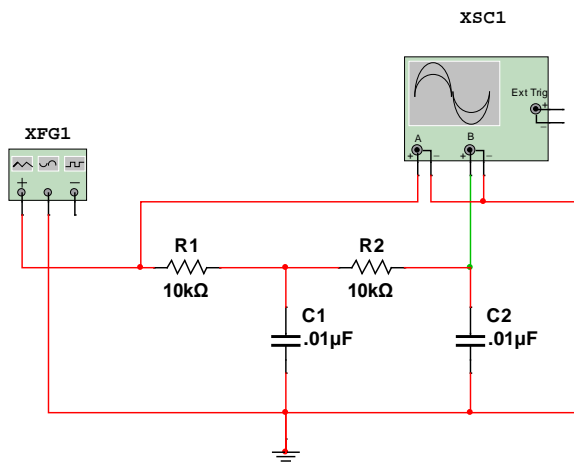 XSC1
Ext Trig
+
−
A
B
+ −
+ −
XFG1
+ −
R1
10kΩ
R2
10kΩ
C1
.01µF
C2
.01µF